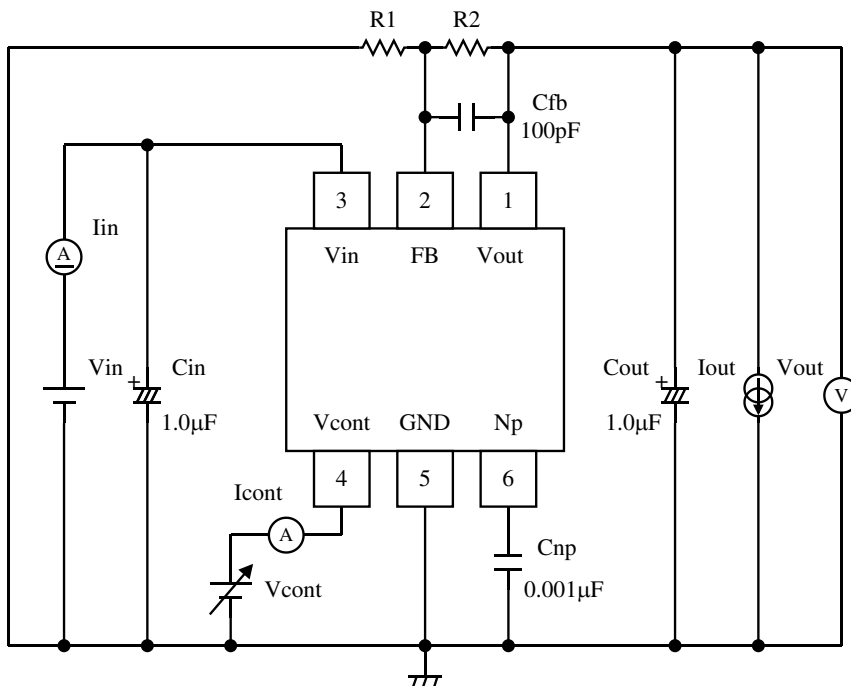 R1 R2
Cfb
100pF
3 2 1
Iin
A
Vin FB Vout
Vin
+
Cin
1.0μF
Cout
+
1.0μF
Iout
Vout
V
Vcont GND Np
4 5 6
Icont
A
Vcont
Cnp
0.001μF